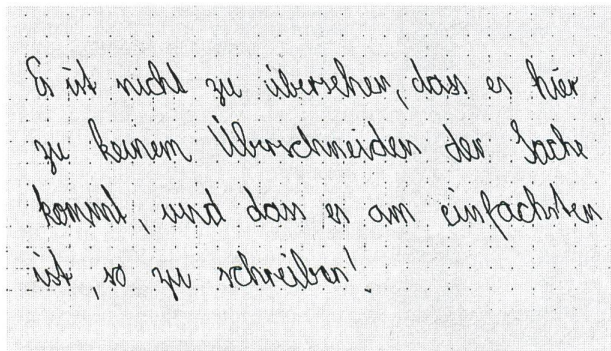 Es ist nicht zu übersehen, dass es hier
zu keinem Überschneiden der Sache
kommt, und dass es am einfachsten
ist, so zu schreiben!